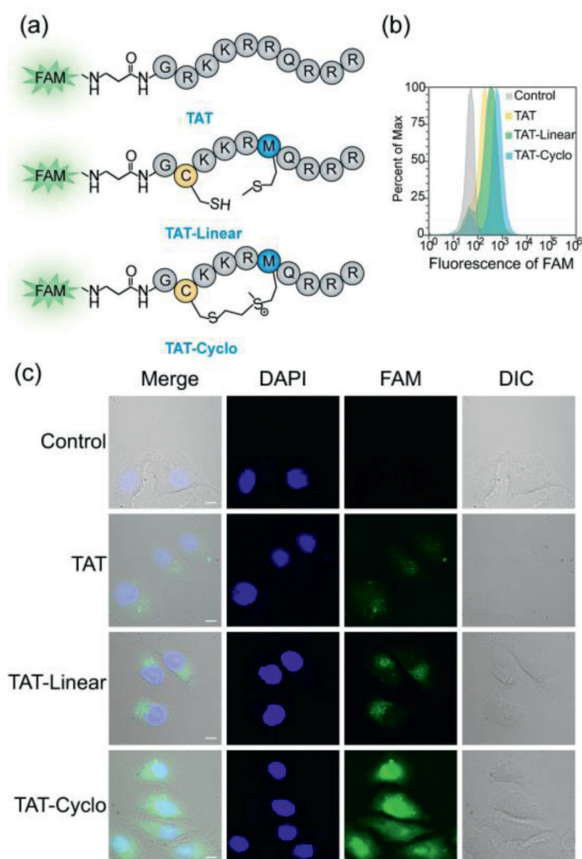 (a)
FAM N H O N H G R K K R R Q R R R
TAT
FAM N H O N H G C K K R M Q R R R
SH S
TAT-Linear
FAM N H O N H G C K K R M Q R R R
S S ⊕
TAT-Cyclo
(b)
Percent of Max
100
75
50
25
0
Control
TAT
TAT-Linear
TAT-Cyclo
10⁰ 10¹ 10² 10³ 10⁴ 10⁵ 10⁶
Fluorescence of FAM
(c)
Merge DAPI FAM DIC
Control
TAT
TAT-Linear
TAT-Cyclo